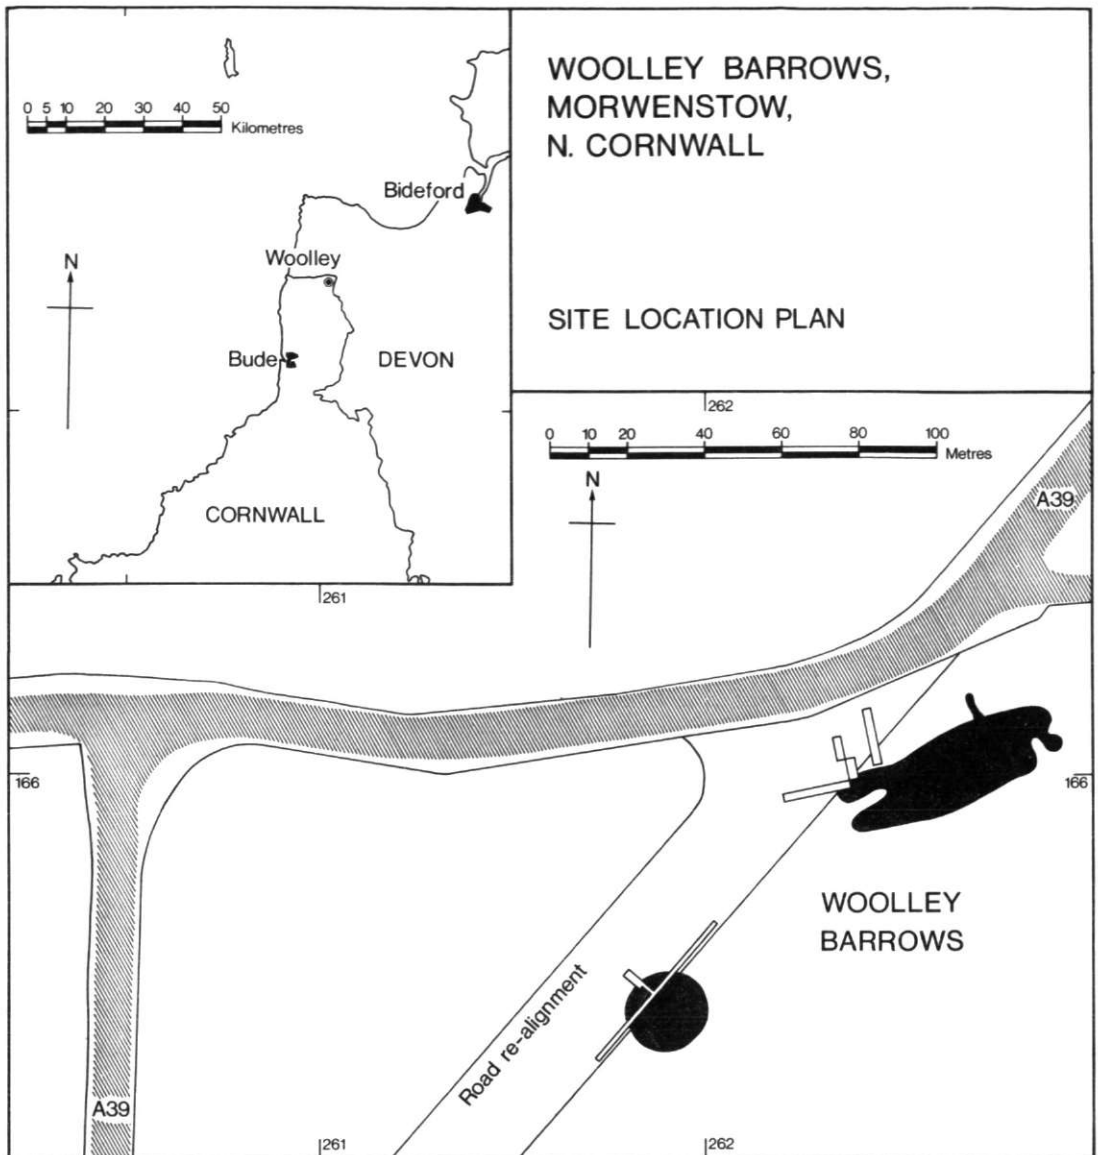 WOOLLEY BARROWS,
MORWENSTOW,
N. CORNWALL
SITE LOCATION PLAN
0 5 10 20 30 40 50
Kilometres
Bideford
N
Woolley
Bude
DEVON
CORNWALL
262
0 10 20 40 60 80 100
Metres
N
A39
261
166
166
WOOLLEY
BARROWS
Road re-alignment
A39
261
262